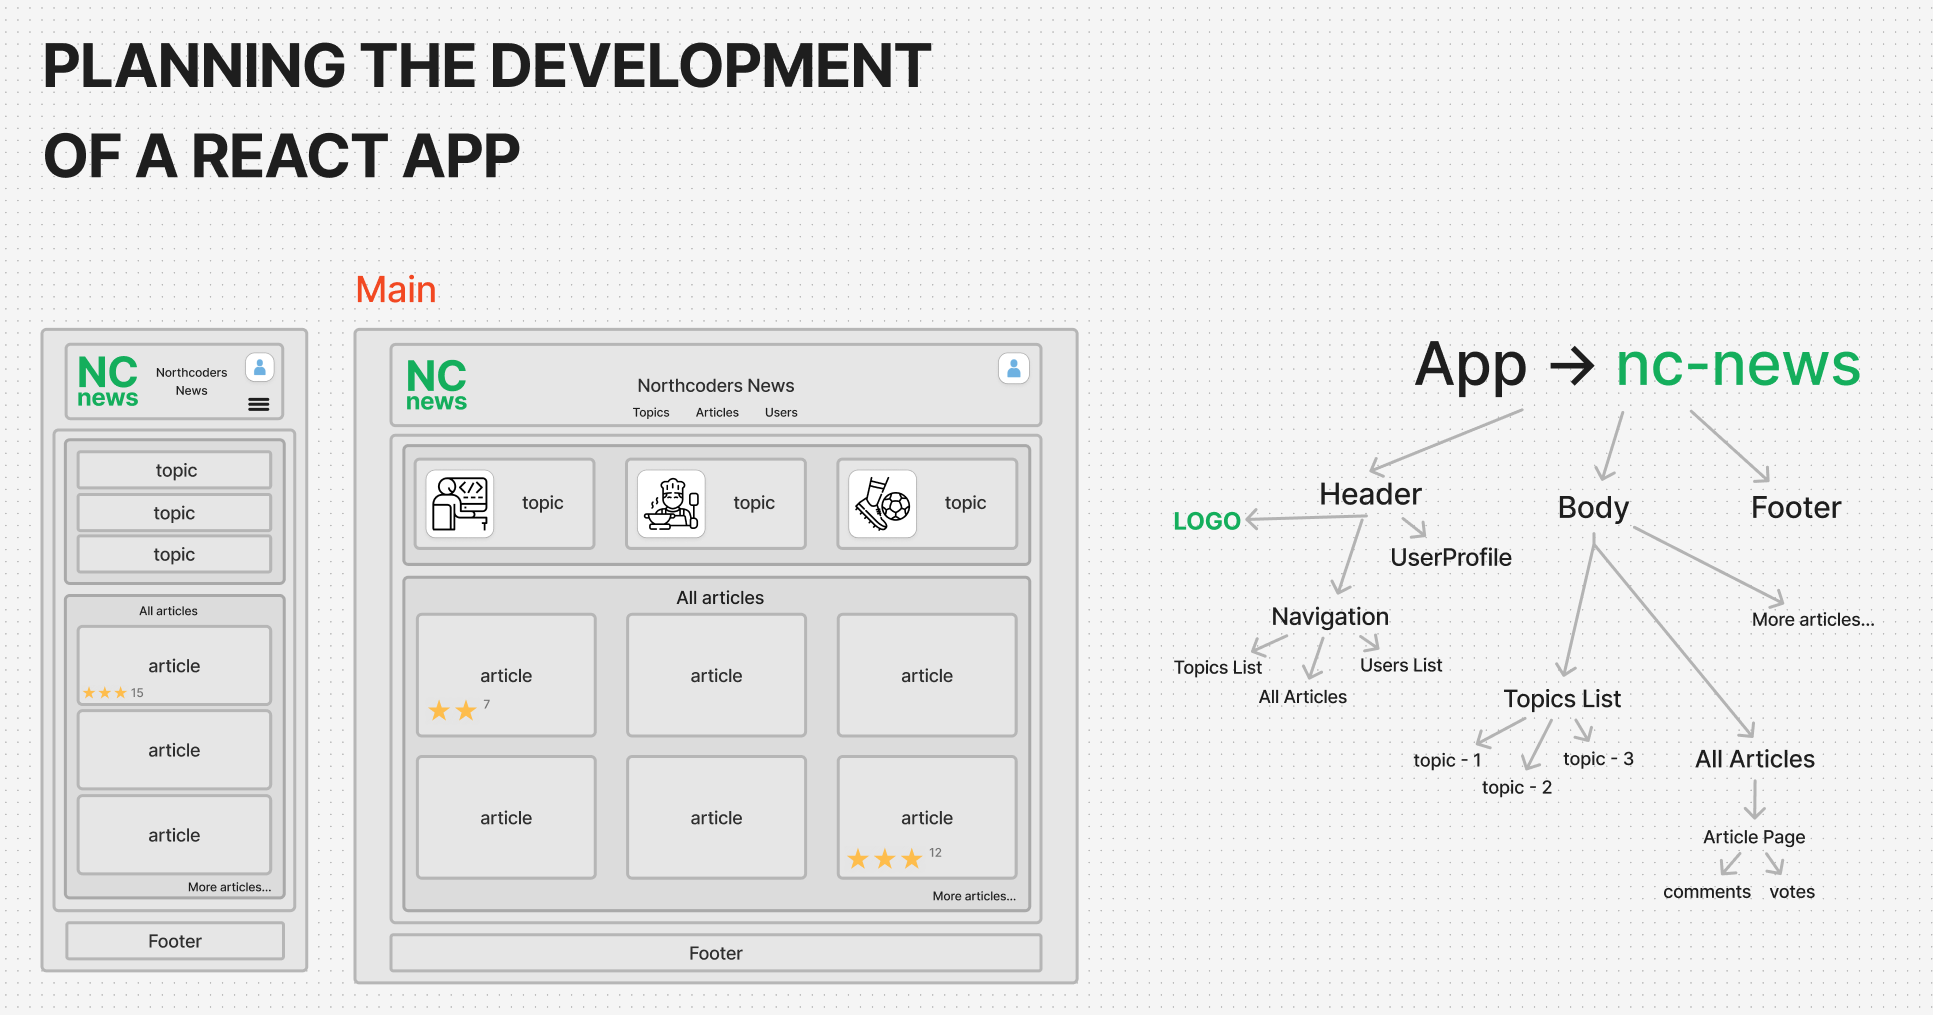 PLANNING THE DEVELOPMENT
OF A REACT APP
Main
NC
news
Northcoders
News
topic
topic
topic
All articles
article
15
article
article
More articles...
Footer
NC
news
Northcoders News
Topics Articles Users
topic topic topic
All articles
article article article
7
article article article
12
More articles...
Footer
App → nc-news
Header
Body
Footer
LOGO
UserProfile
Navigation
More articles...
Topics List
Users List
All Articles
Topics List
topic - 1
topic - 2
topic - 3
All Articles
Article Page
comments votes